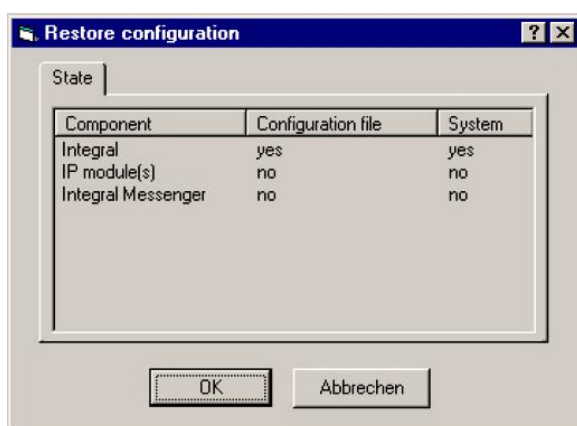 Restore configuration
State
Component Configuration file System
Integral yes yes
IP module(s) no no
Integral Messenger no no
OK Abbrechen